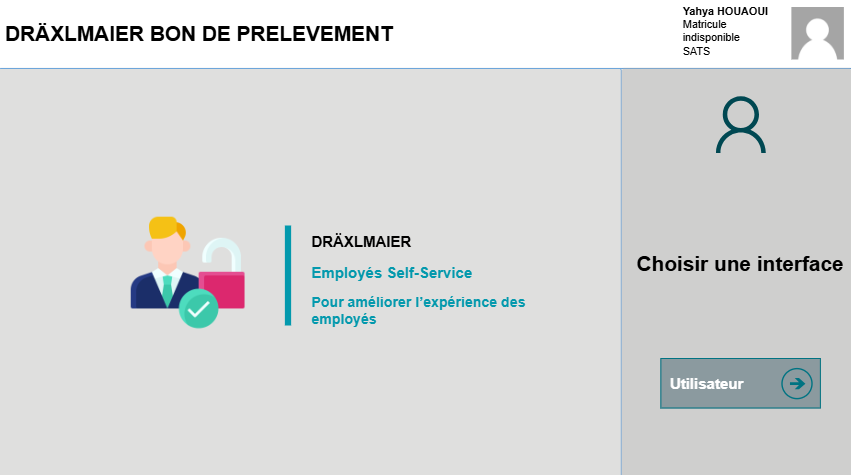 DRÄXLMAIER BON DE PRELEVEMENT
Yahya HOUAOUI
Matricule
indisponible
SATS
DRÄXLMAIER
Employés Self-Service
Pour améliorer l’expérience des
employés
Choisir une interface
Utilisateur